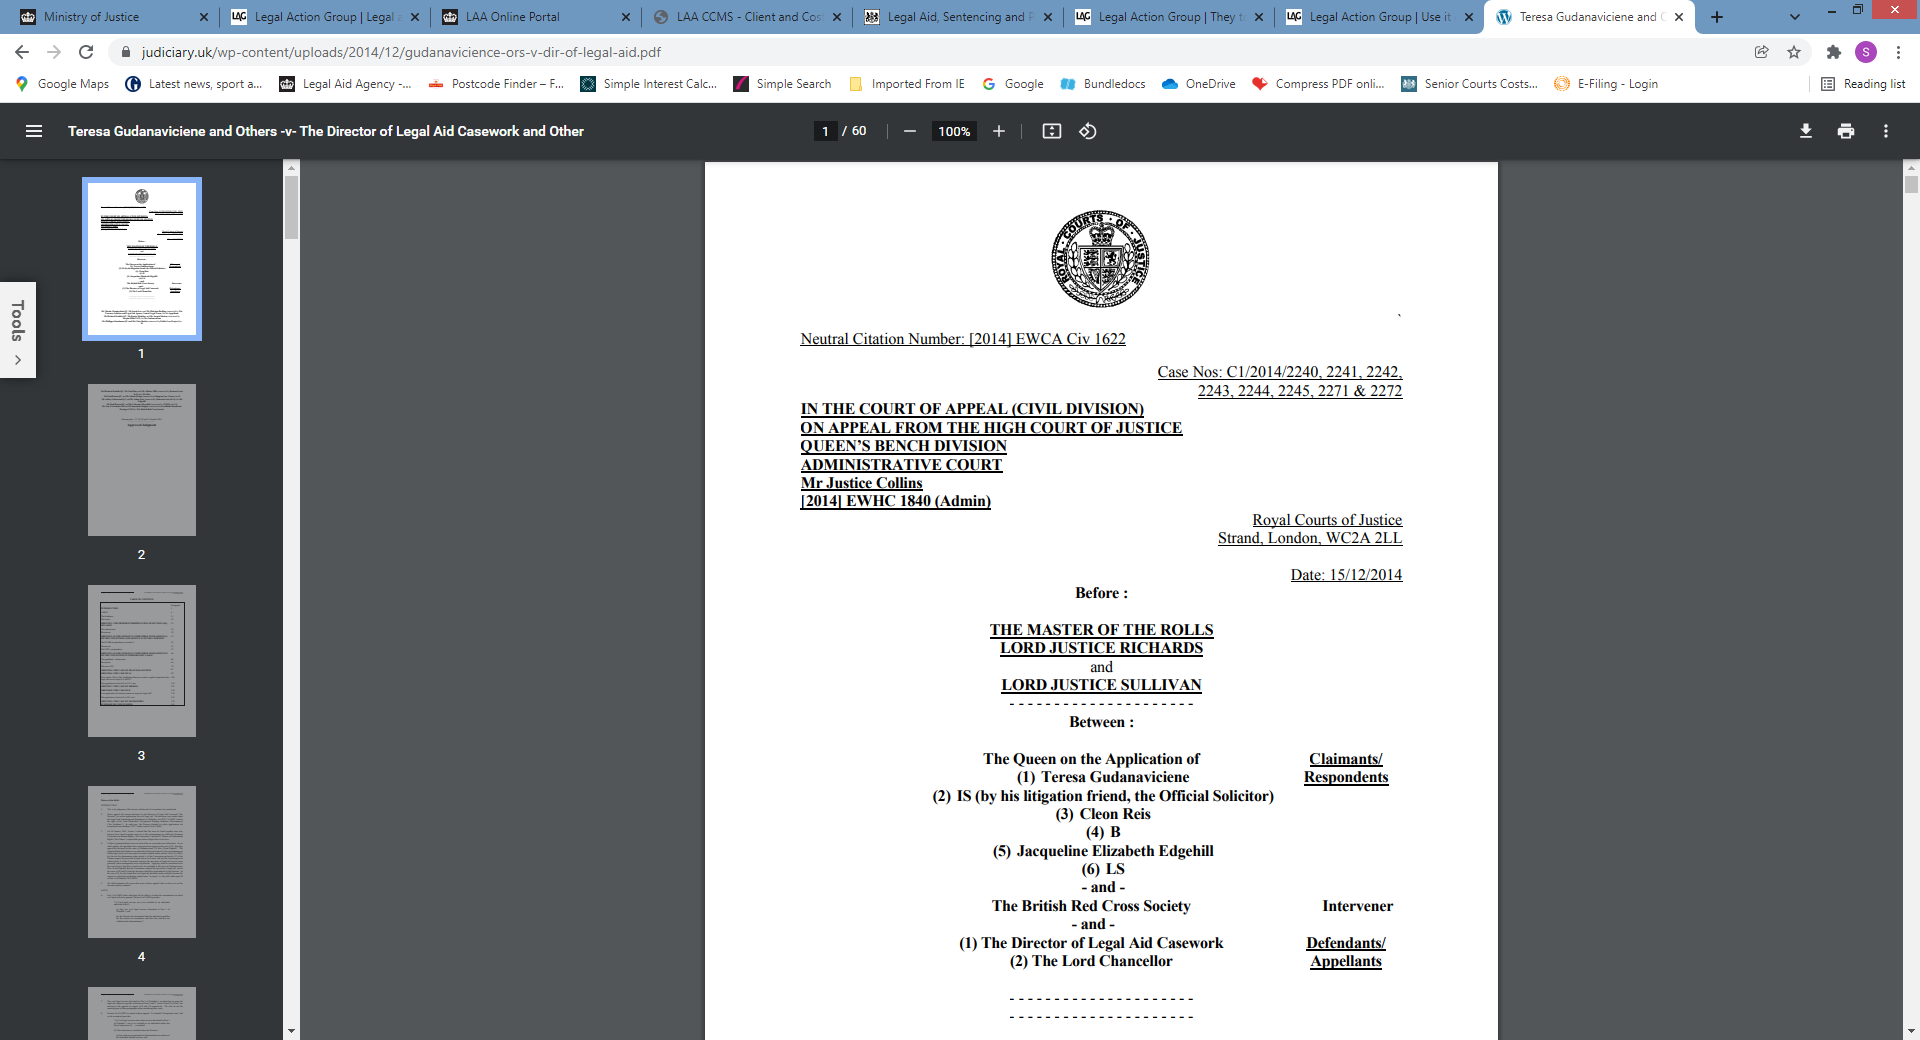 Ministry of Justice
Legal Action Group | Legal a
LAA Online Portal
LAA CCMS - Client and Cos
Legal Aid, Sentencing and P
Legal Action Group | They t
Legal Action Group | Use it
Teresa Gudanaviciene and O
judiciary.uk/wp-content/uploads/2014/12/gudanavicience-ors-v-dir-of-legal-aid.pdf
S
Google Maps
Latest news, sport a...
Legal Aid Agency -...
Postcode Finder – F...
Simple Interest Calc...
Simple Search
Imported From IE
Google
Bundledocs
OneDrive
Compress PDF onli...
Senior Courts Costs...
E-Filing - Login
Reading list
Teresa Gudanaviciene and Others -v- The Director of Legal Aid Casework and Other
1 / 60
100%
Tools
1
2
3
4
ROYAL · COURTS · OF · JUSTICE
Neutral Citation Number: [2014] EWCA Civ 1622
Case Nos: C1/2014/2240, 2241, 2242,
2243, 2244, 2245, 2271 & 2272
IN THE COURT OF APPEAL (CIVIL DIVISION)
ON APPEAL FROM THE HIGH COURT OF JUSTICE
QUEEN'S BENCH DIVISION
ADMINISTRATIVE COURT
Mr Justice Collins
[2014] EWHC 1840 (Admin)
Royal Courts of Justice
Strand, London, WC2A 2LL
Date: 15/12/2014
Before :
THE MASTER OF THE ROLLS
LORD JUSTICE RICHARDS
and
LORD JUSTICE SULLIVAN
- - - - - - - - - - - - - - - - - - - - -
Between :
The Queen on the Application of
(1) Teresa Gudanaviciene
(2) IS (by his litigation friend, the Official Solicitor)
(3) Cleon Reis
(4) B
(5) Jacqueline Elizabeth Edgehill
(6) LS
Claimants/
Respondents
- and -
The British Red Cross Society
Intervener
- and -
(1) The Director of Legal Aid Casework
(2) The Lord Chancellor
Defendants/
Appellants
- - - - - - - - - - - - - - - - - - - - -
- - - - - - - - - - - - - - - - - - - - -